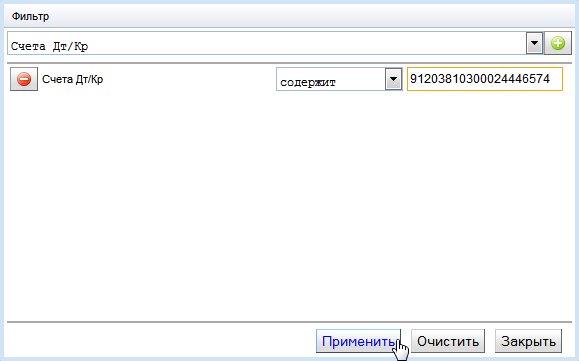 Фильтр
Счета Дт/Кр
Счета Дт/Кр содержит 91203810300024446574
Применить Очистить Закрыть